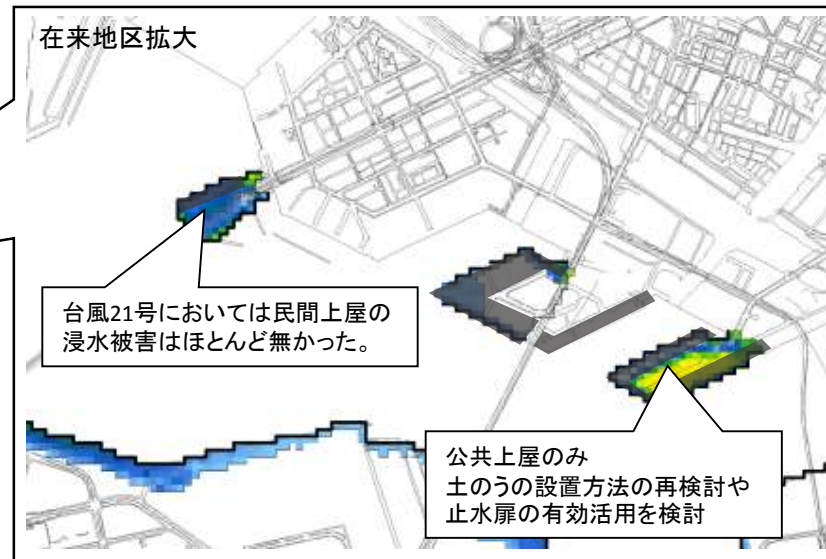 在来地区拡大
台風21号においては民間上屋の
浸水被害はほとんど無かった。
公共上屋のみ
土のうの設置方法の再検討や
止水扉の有効活用を検討